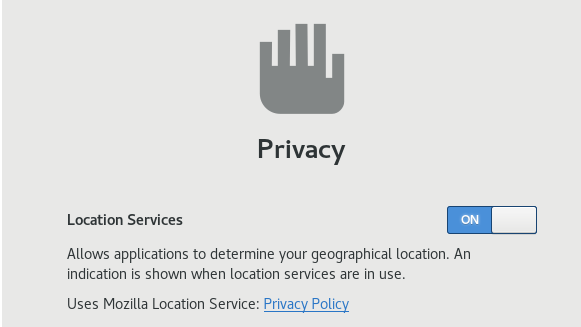 Privacy
Location Services
ON
Allows applications to determine your geographical location. An
indication is shown when location services are in use.
Uses Mozilla Location Service: Privacy Policy